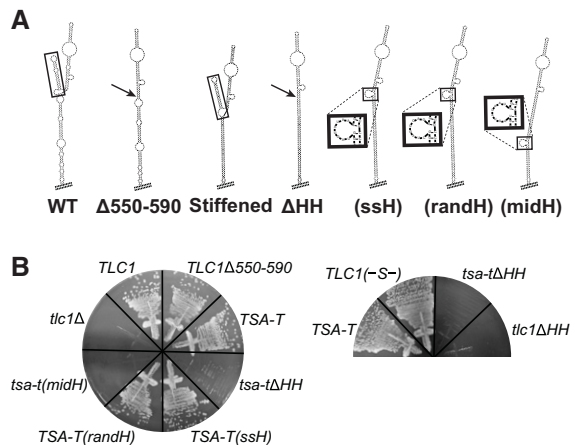 A
WT Δ550-590 Stiffened ΔHH (ssH) (randH) (midH)
B
TLC1 TLC1Δ550-590
tlc1Δ TSA-T
tsa-t(midH) tsa-tΔHH
TSA-T(randH) TSA-T(ssH)
TLC1(–S–) tsa-tΔHH
TSA-T tlc1ΔHH